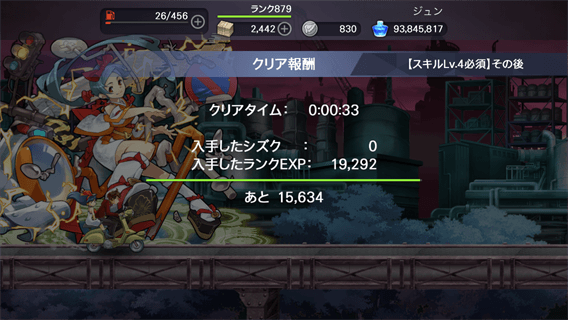 ランク879
ジュン
26/456
2,442
830
93,845,817
クリア報酬
【スキルLv.4必須】その後
クリアタイム： 0:00:33
入手したシズク ： 0
入手したランクEXP： 19,292
あと 15,634